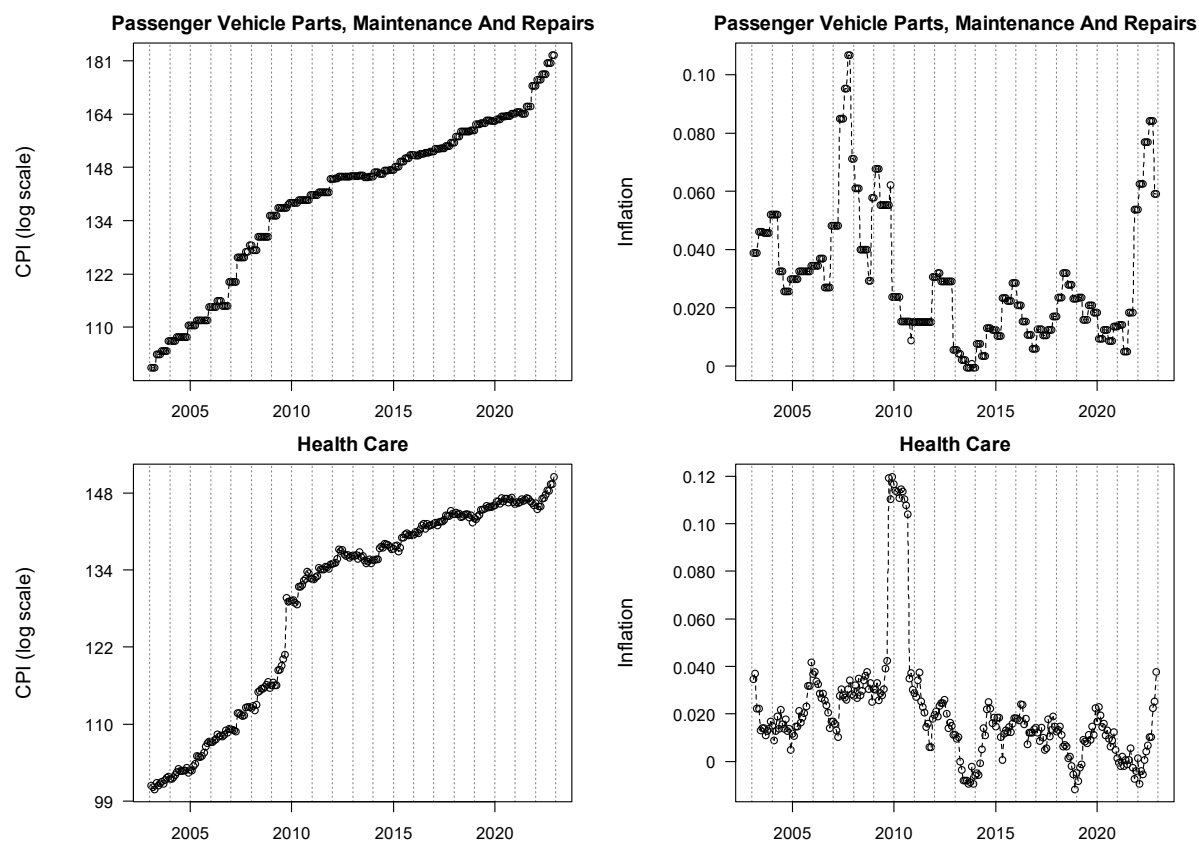 Passenger Vehicle Parts, Maintenance And Repairs
CPI (log scale)
181
164
148
134
122
110
2005 2010 2015 2020
Passenger Vehicle Parts, Maintenance And Repairs
Inflation
0.10
0.080
0.060
0.040
0.020
0
2005 2010 2015 2020
Health Care
CPI (log scale)
148
134
122
110
99
2005 2010 2015 2020
Health Care
Inflation
0.12
0.10
0.080
0.060
0.040
0.020
0
2005 2010 2015 2020